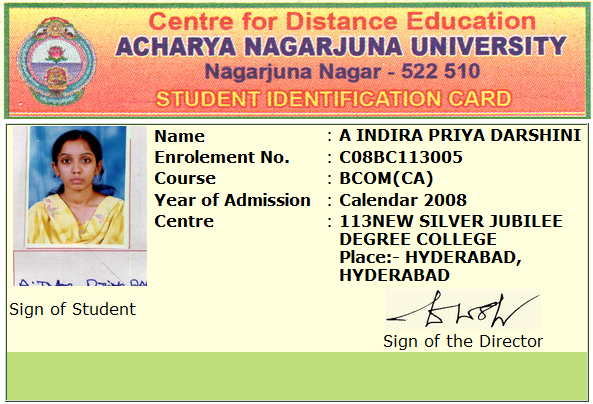 Centre for Distance Education
ACHARYA NAGARJUNA UNIVERSITY
Nagarjuna Nagar - 522 510
STUDENT IDENTIFICATION CARD
Name : A INDIRA PRIYA DARSHINI
Enrolement No. : C08BC113005
Course : BCOM(CA)
Year of Admission : Calendar 2008
Centre : 113NEW SILVER JUBILEE
DEGREE COLLEGE
Place:- HYDERABAD,
HYDERABAD
Sign of Student
Sign of the Director